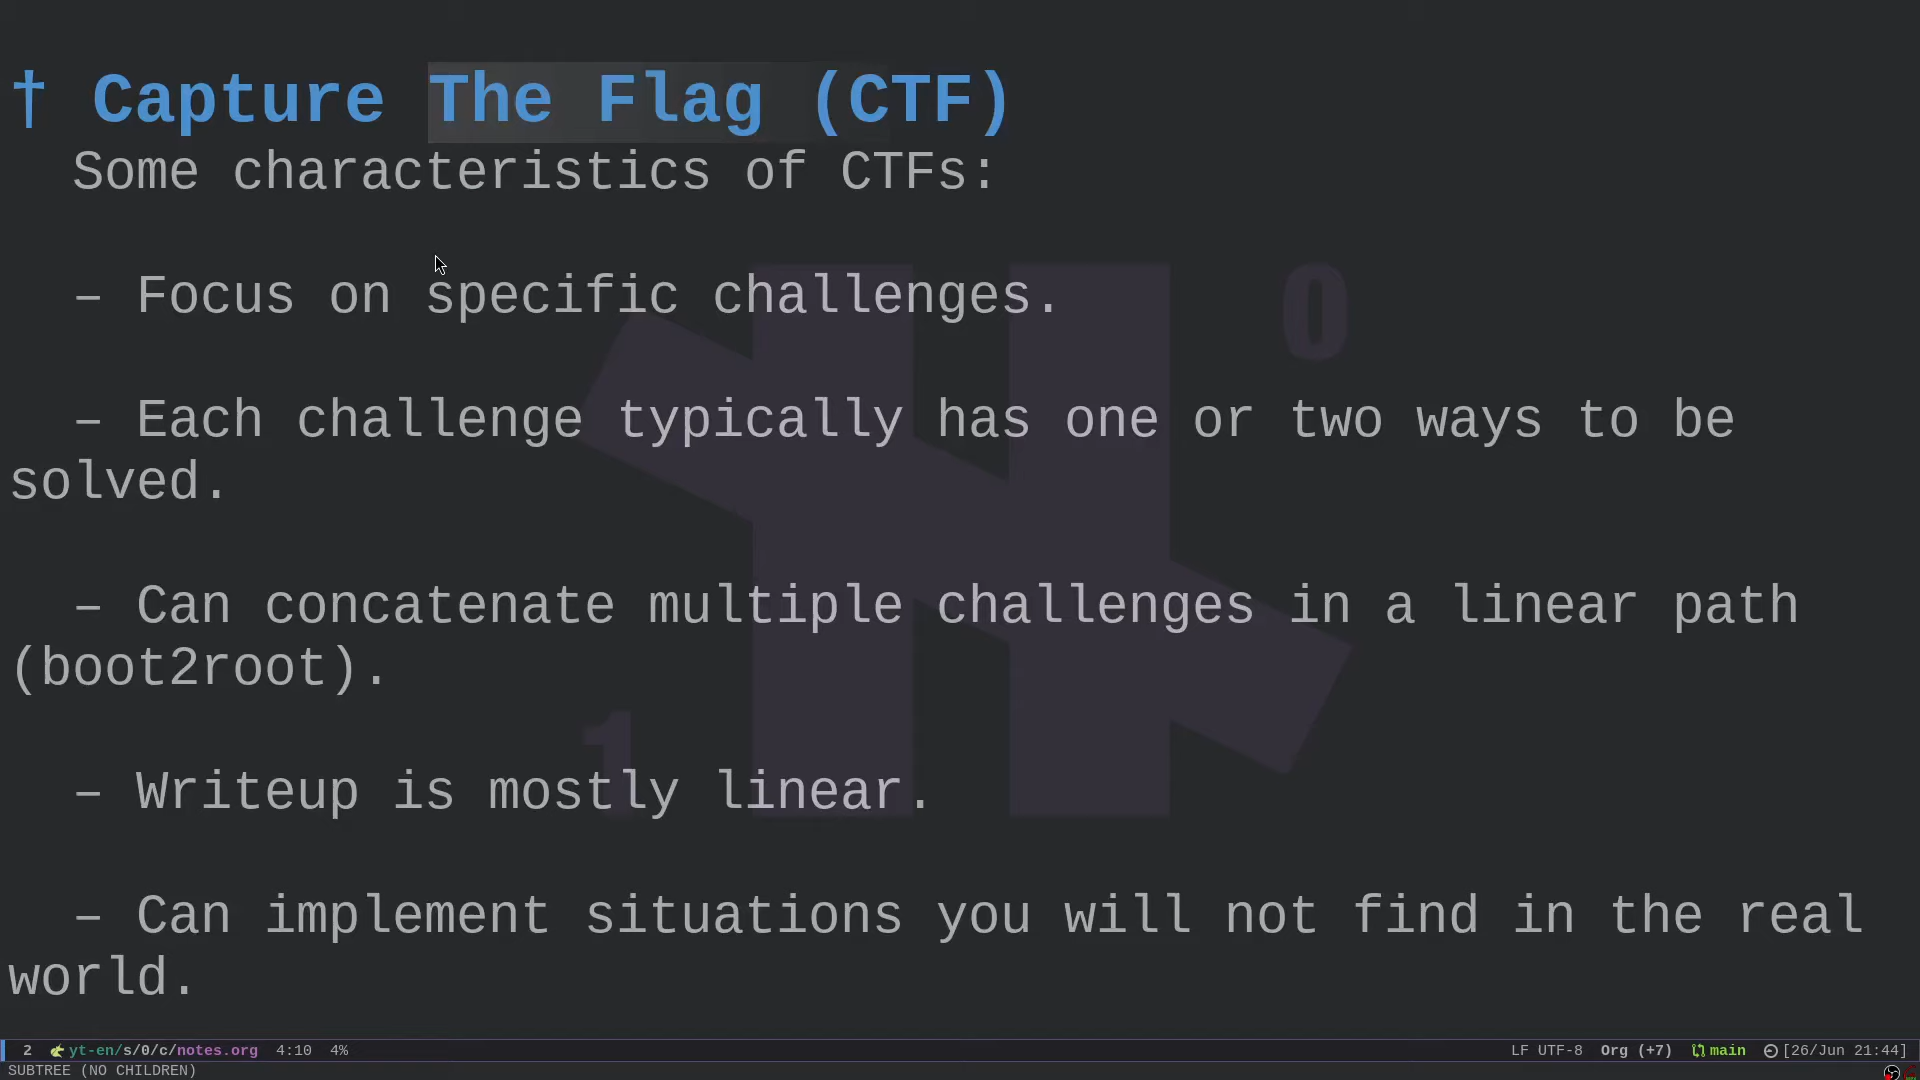 † Capture The Flag (CTF)
Some characteristics of CTFs:
– Focus on specific challenges.
– Each challenge typically has one or two ways to be
solved.
– Can concatenate multiple challenges in a linear path
(boot2root).
– Writeup is mostly linear.
– Can implement situations you will not find in the real
world.
0
1
2 yt-en/s/0/c/notes.org 4:10 4% LF UTF-8 Org (+7) main [26/Jun 21:44]
SUBTREE (NO CHILDREN)